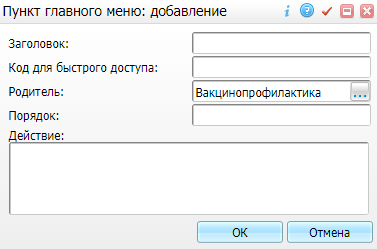 Пункт главного меню: добавление
Заголовок:
Код для быстрого доступа:
Родитель: Вакцинопрофилактика ...
Порядок:
Действие:
ОК Отмена